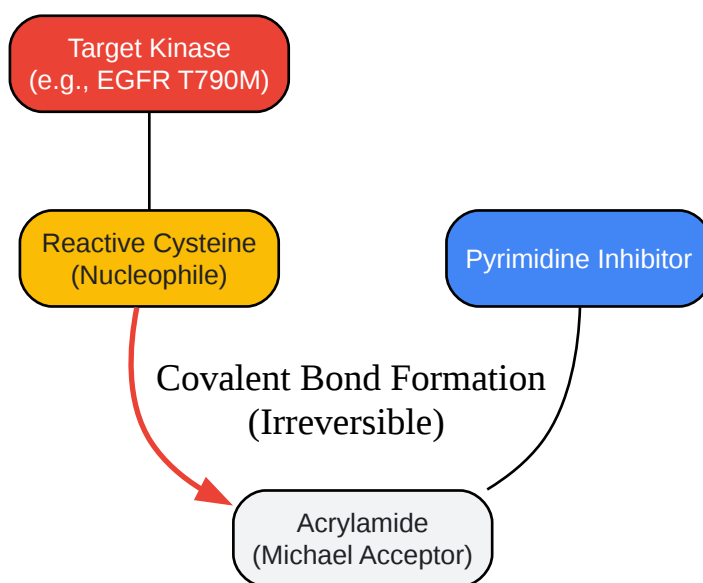 Target Kinase
(e.g., EGFR T790M)
Reactive Cysteine
(Nucleophile)
Pyrimidine Inhibitor
Covalent Bond Formation
(Irreversible)
Acrylamide
(Michael Acceptor)